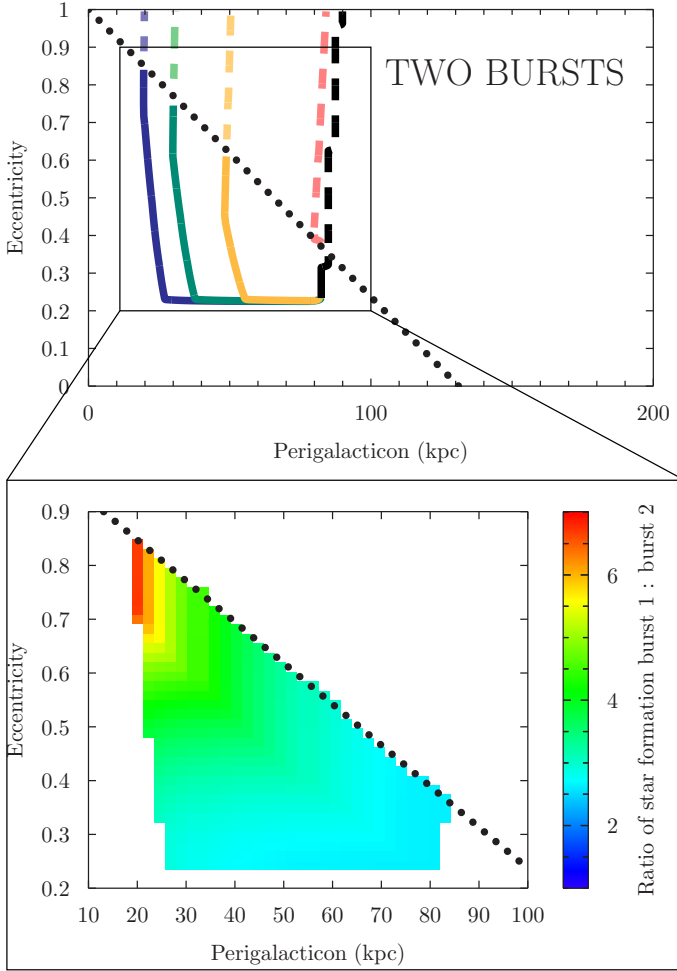 1
0.9
0.8
0.7
0.6
0.5
0.4
0.3
0.2
0.1
0
Eccentricity
TWO BURSTS
0 100 200
Perigalacticon (kpc)
0.9
0.8
0.7
0.6
0.5
0.4
0.3
0.2
Eccentricity
10 20 30 40 50 60 70 80 90 100
Perigalacticon (kpc)
6
4
2
Ratio of star formation burst 1 : burst 2